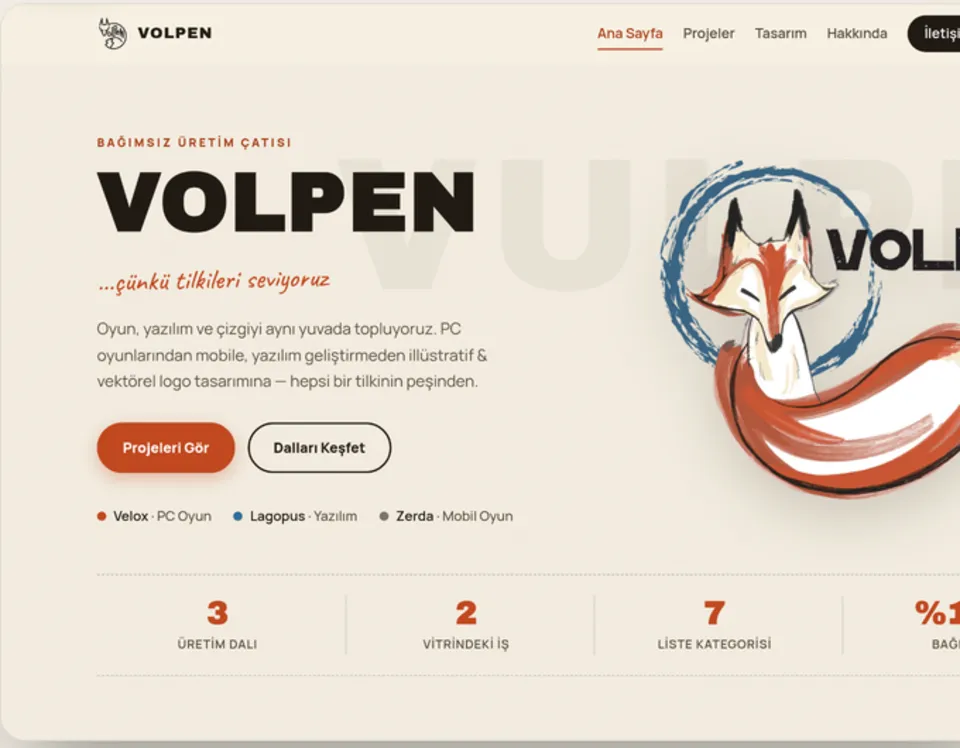 VOLPEN
Ana Sayfa Projeler Tasarım Hakkında
BAĞIMSIZ ÜRETİM ÇATISI
VOLPEN
...çünkü tilkileri seviyoruz
Oyun, yazılım ve çizgiyi aynı yuvada topluyoruz. PC
oyunlarından mobile, yazılım geliştirmeden illüstratif &
vektörel logo tasarımına — hepsi bir tilkinin peşinden.
Projeleri Gör Dalları Keşfet
Velox · PC Oyun Lagopus · Yazılım Zerda · Mobil Oyun
3 2 7
ÜRETİM DALI VİTRİNDEKİ İŞ LİSTE KATEGORİSİ